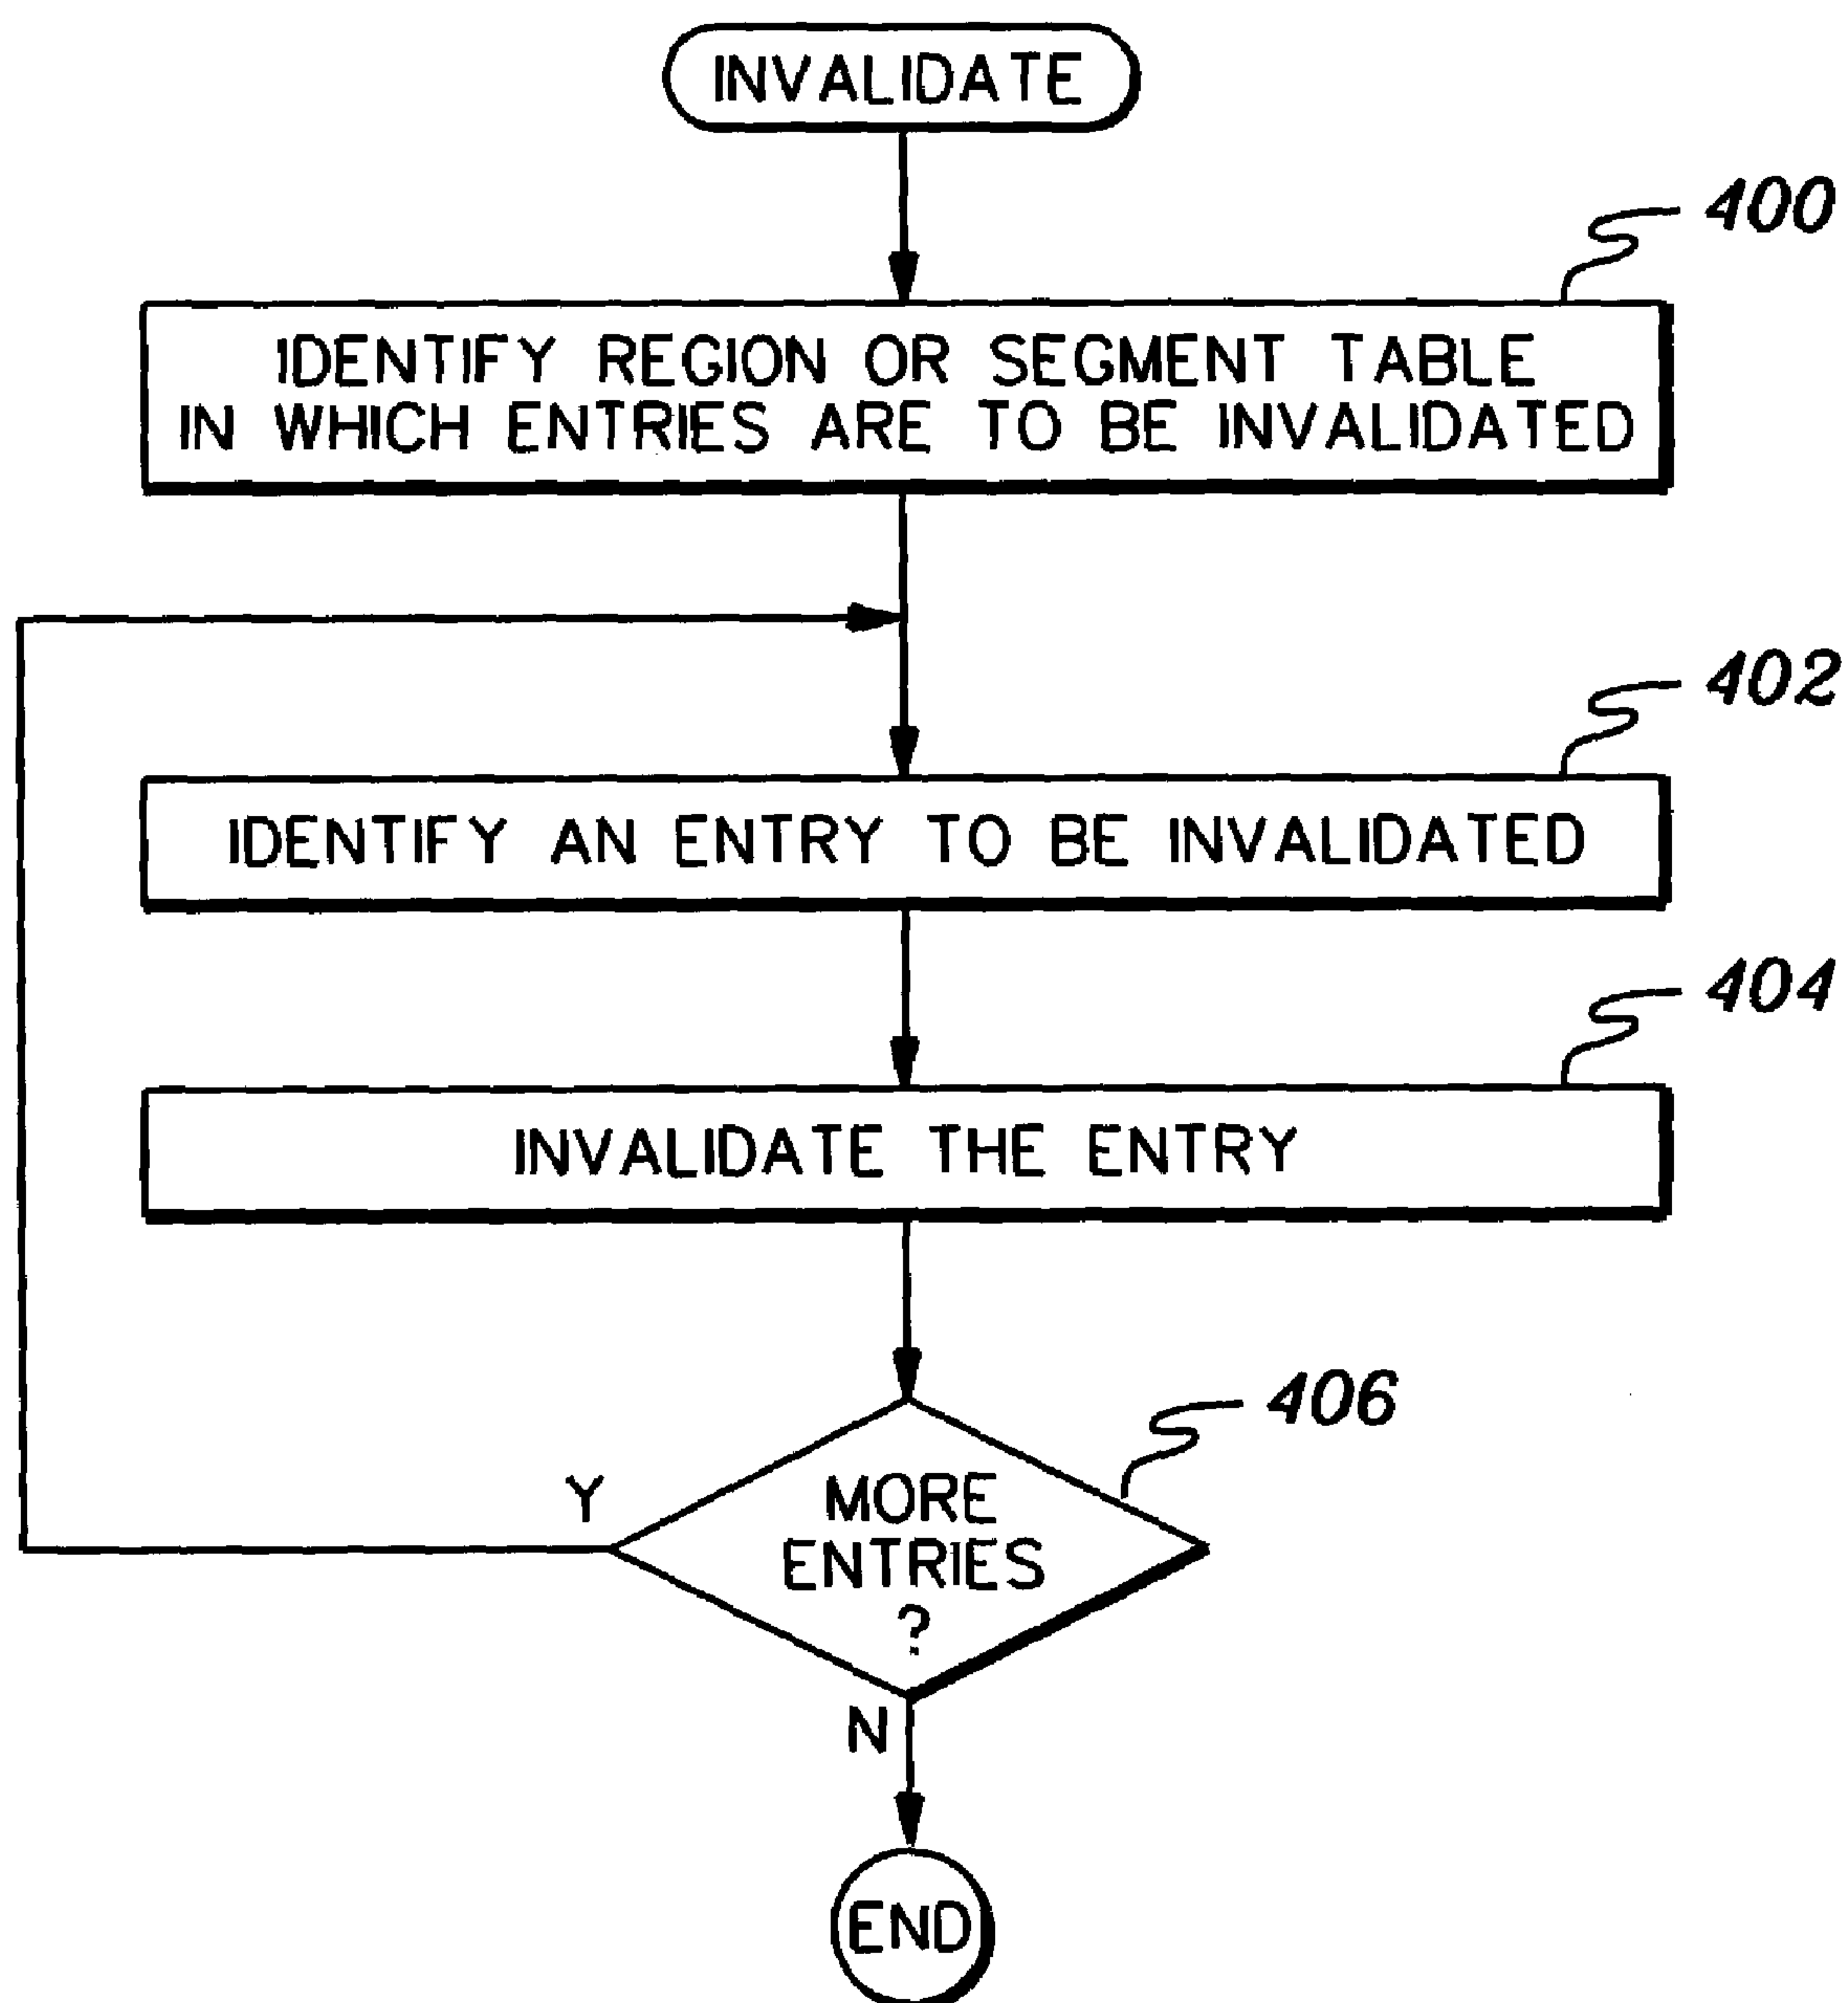 INVALIDATE
400
IDENTIFY REGION OR SEGMENT TABLE
IN WHICH ENTRIES ARE TO BE INVALIDATED
402
IDENTIFY AN ENTRY TO BE INVALIDATED
404
INVALIDATE THE ENTRY
406
Y
MORE
ENTRIES
?
N
END